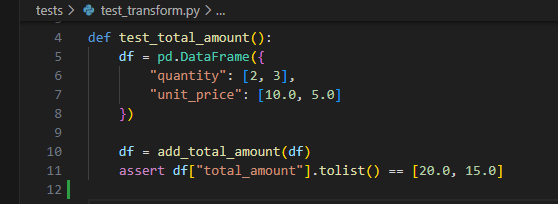 tests > test_transform.py > ...
4 def test_total_amount():
5     df = pd.DataFrame({
6         "quantity": [2, 3],
7         "unit_price": [10.0, 5.0]
8     })
9
10     df = add_total_amount(df)
11     assert df["total_amount"].tolist() == [20.0, 15.0]
12